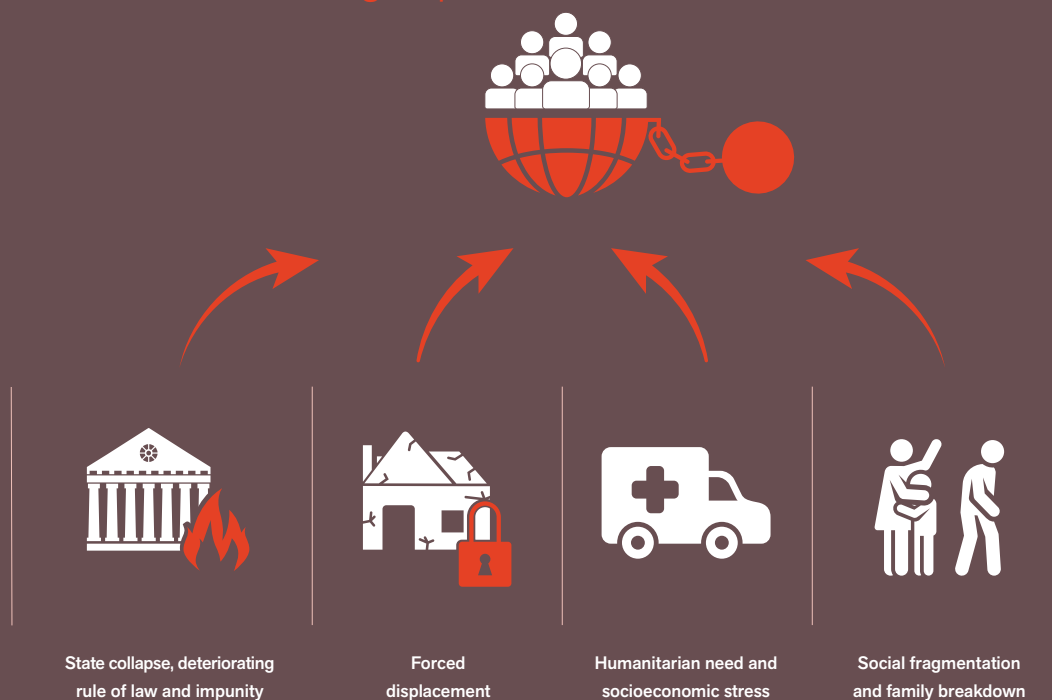 State collapse, deteriorating
rule of law and impunity
Forced
displacement
Humanitarian need and
socioeconomic stress
Social fragmentation
and family breakdown